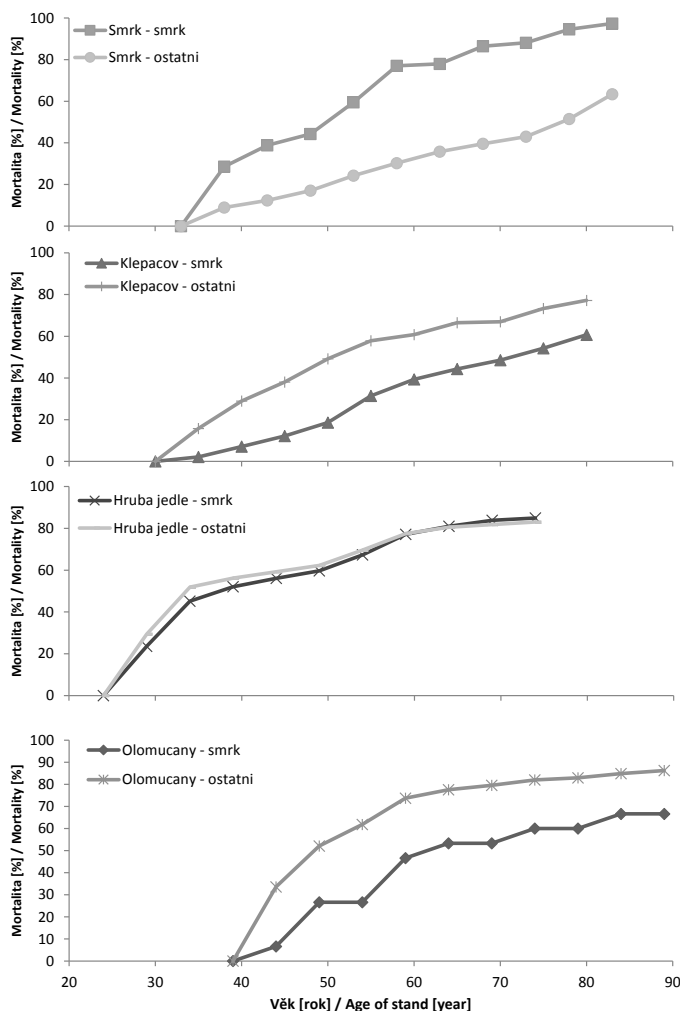 100
80
60
40
20
0
Mortalita [%] / Mortality [%]
Smrk - smrk
Smrk - ostatni
100
80
60
40
20
0
Mortalita [%] / Mortality [%]
Klepacov - smrk
Klepacov - ostatni
100
80
60
40
20
0
Mortalita [%] / Mortality [%]
Hruba jedle - smrk
Hruba jedle - ostatni
100
90
80
70
60
50
40
30
20
10
0
Mortalita [%] / Mortality [%]
Olomucany - smrk
Olomucany - ostatni
20 30 40 50 60 70 80 90
Věk [rok] / Age of stand [year]